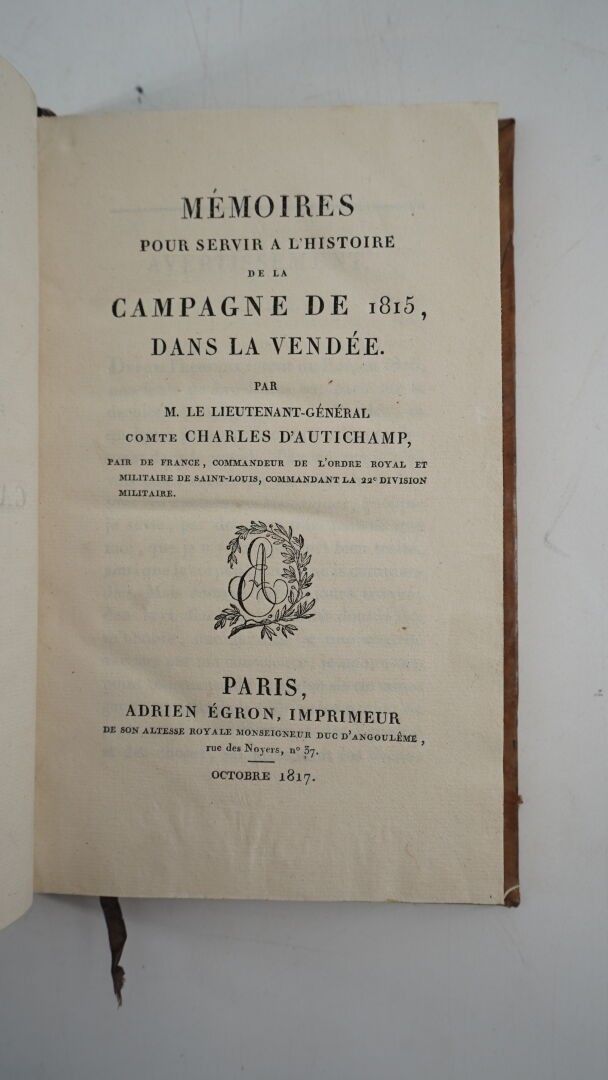 MÉMOIRES
POUR SERVIR A L'HISTOIRE
DE LA
CAMPAGNE DE 1815,
DANS LA VENDÉE.
PAR
M. LE LIEUTENANT-GÉNÉRAL
COMTE CHARLES D'AUTICHAMP,
PAIR DE FRANCE, COMMANDEUR DE L'ORDRE ROYAL ET
MILITAIRE DE SAINT-LOUIS, COMMANDANT LA 22e DIVISION
MILITAIRE.
AE
PARIS,
ADRIEN ÉGRON, IMPRIMEUR
DE SON ALTESSE ROYALE MONSEIGNEUR DUC D'ANGOULÊME,
rue des Noyers, no 37.
OCTOBRE 1817.